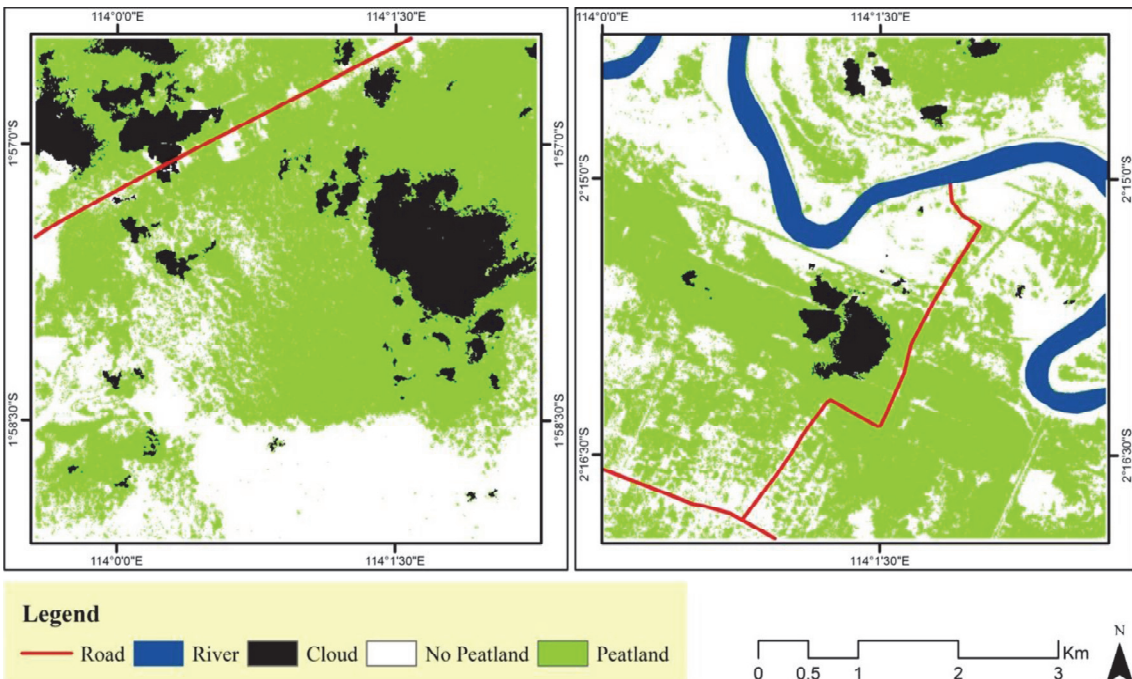 114°0'0"E 114°1'30"E 114°0'0"E 114°1'30"E
1°57'0"S 1°57'0"S 2°15'0"S 2°15'0"S
1°58'30"S 1°58'30"S 2°16'30"S 2°16'30"S
114°0'0"E 114°1'30"E 114°1'30"E
Legend
Road River Cloud No Peatland Peatland
N
Km
0 0.5 1 2 3